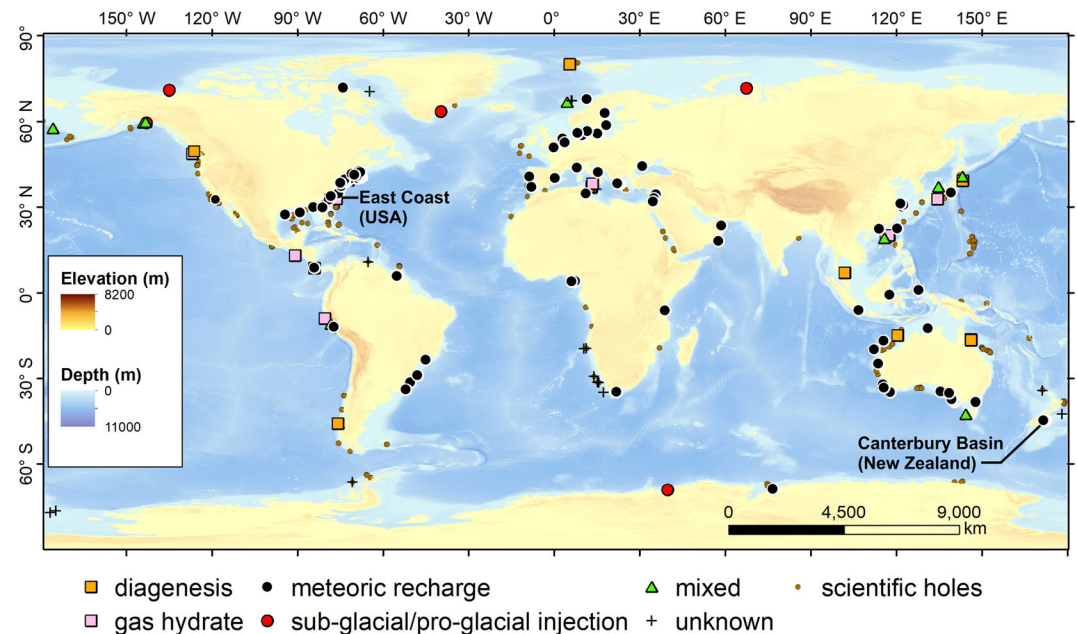 150° W 120° W 90° W 60° W 30° W 0° 30° E 60° E 90° E 120° E 150° E
90°
60° N
30° N
0°
30° S
60° S
East Coast
(USA)
Elevation (m)
8200
0
Depth (m)
0
11000
Canterbury Basin
(New Zealand)
0 4,500 9,000
km
diagenesis meteoric recharge mixed scientific holes
gas hydrate sub-glacial/pro-glacial injection unknown